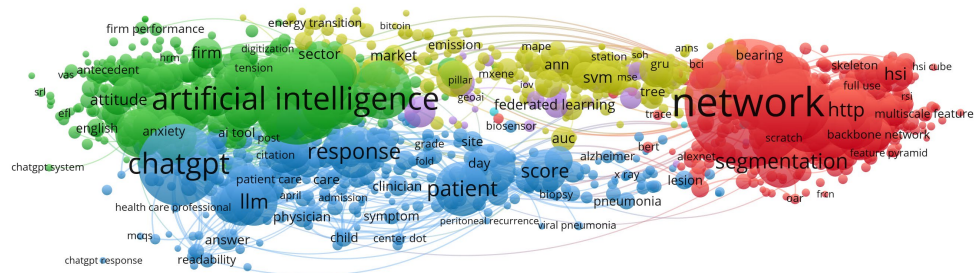 energy transition
bitcoin
firm performance
emission
mape
anns
hrm
firm
digitization
sector
market
station
soh
bearing
vas
antecedent
tension
pillar
mxene
ann
svm
mse
gru
bci
skeleton
hsi
hsi cube
srl
iov
tree
full use
attitude
artificial intelligence
geoai
federated learning
network
http
rsi
efl
english
anxiety
ai tool
post
biosensor
trace
multiscale feature
grade
site
auc
scratch
backbone network
chatgpt system
chatgpt
citation
response
fold
day
score
alzheimer
bert
alexnet
segmentation
feature pyramid
patient care
care
clinician
patient
x ray
lesion
llm
april
admission
biopsy
pneumonia
oar
frcn
health care professional
physician
symptom
peritoneal recurrence
viral pneumonia
mcqs
answer
child
center dot
chatgpt response
readability